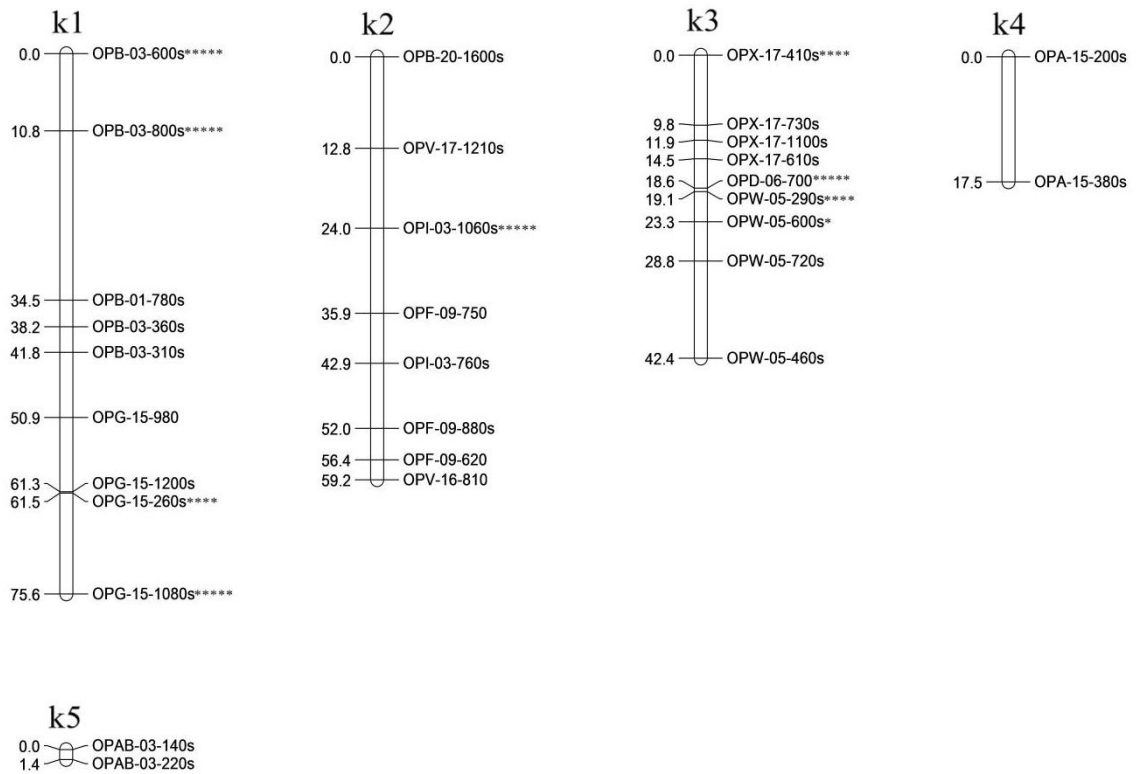 k1
0.0 OPB-03-600s*****
10.8 OPB-03-800s*****
34.5 OPB-01-780s
38.2 OPB-03-360s
41.8 OPB-03-310s
50.9 OPG-15-980
61.3 OPG-15-1200s
61.5 OPG-15-260s****
75.6 OPG-15-1080s*****
k2
0.0 OPB-20-1600s
12.8 OPV-17-1210s
24.0 OPI-03-1060s*****
35.9 OPF-09-750
42.9 OPI-03-760s
52.0 OPF-09-880s
56.4 OPF-09-620
59.2 OPV-16-810
k3
0.0 OPX-17-410s****
9.8 OPX-17-730s
11.9 OPX-17-1100s
14.5 OPX-17-610s
18.6 OPD-06-700*****
19.1 OPW-05-290s****
23.3 OPW-05-600s*
28.8 OPW-05-720s
42.4 OPW-05-460s
k4
0.0 OPA-15-200s
17.5 OPA-15-380s
k5
0.0 OPAB-03-140s
1.4 OPAB-03-220s